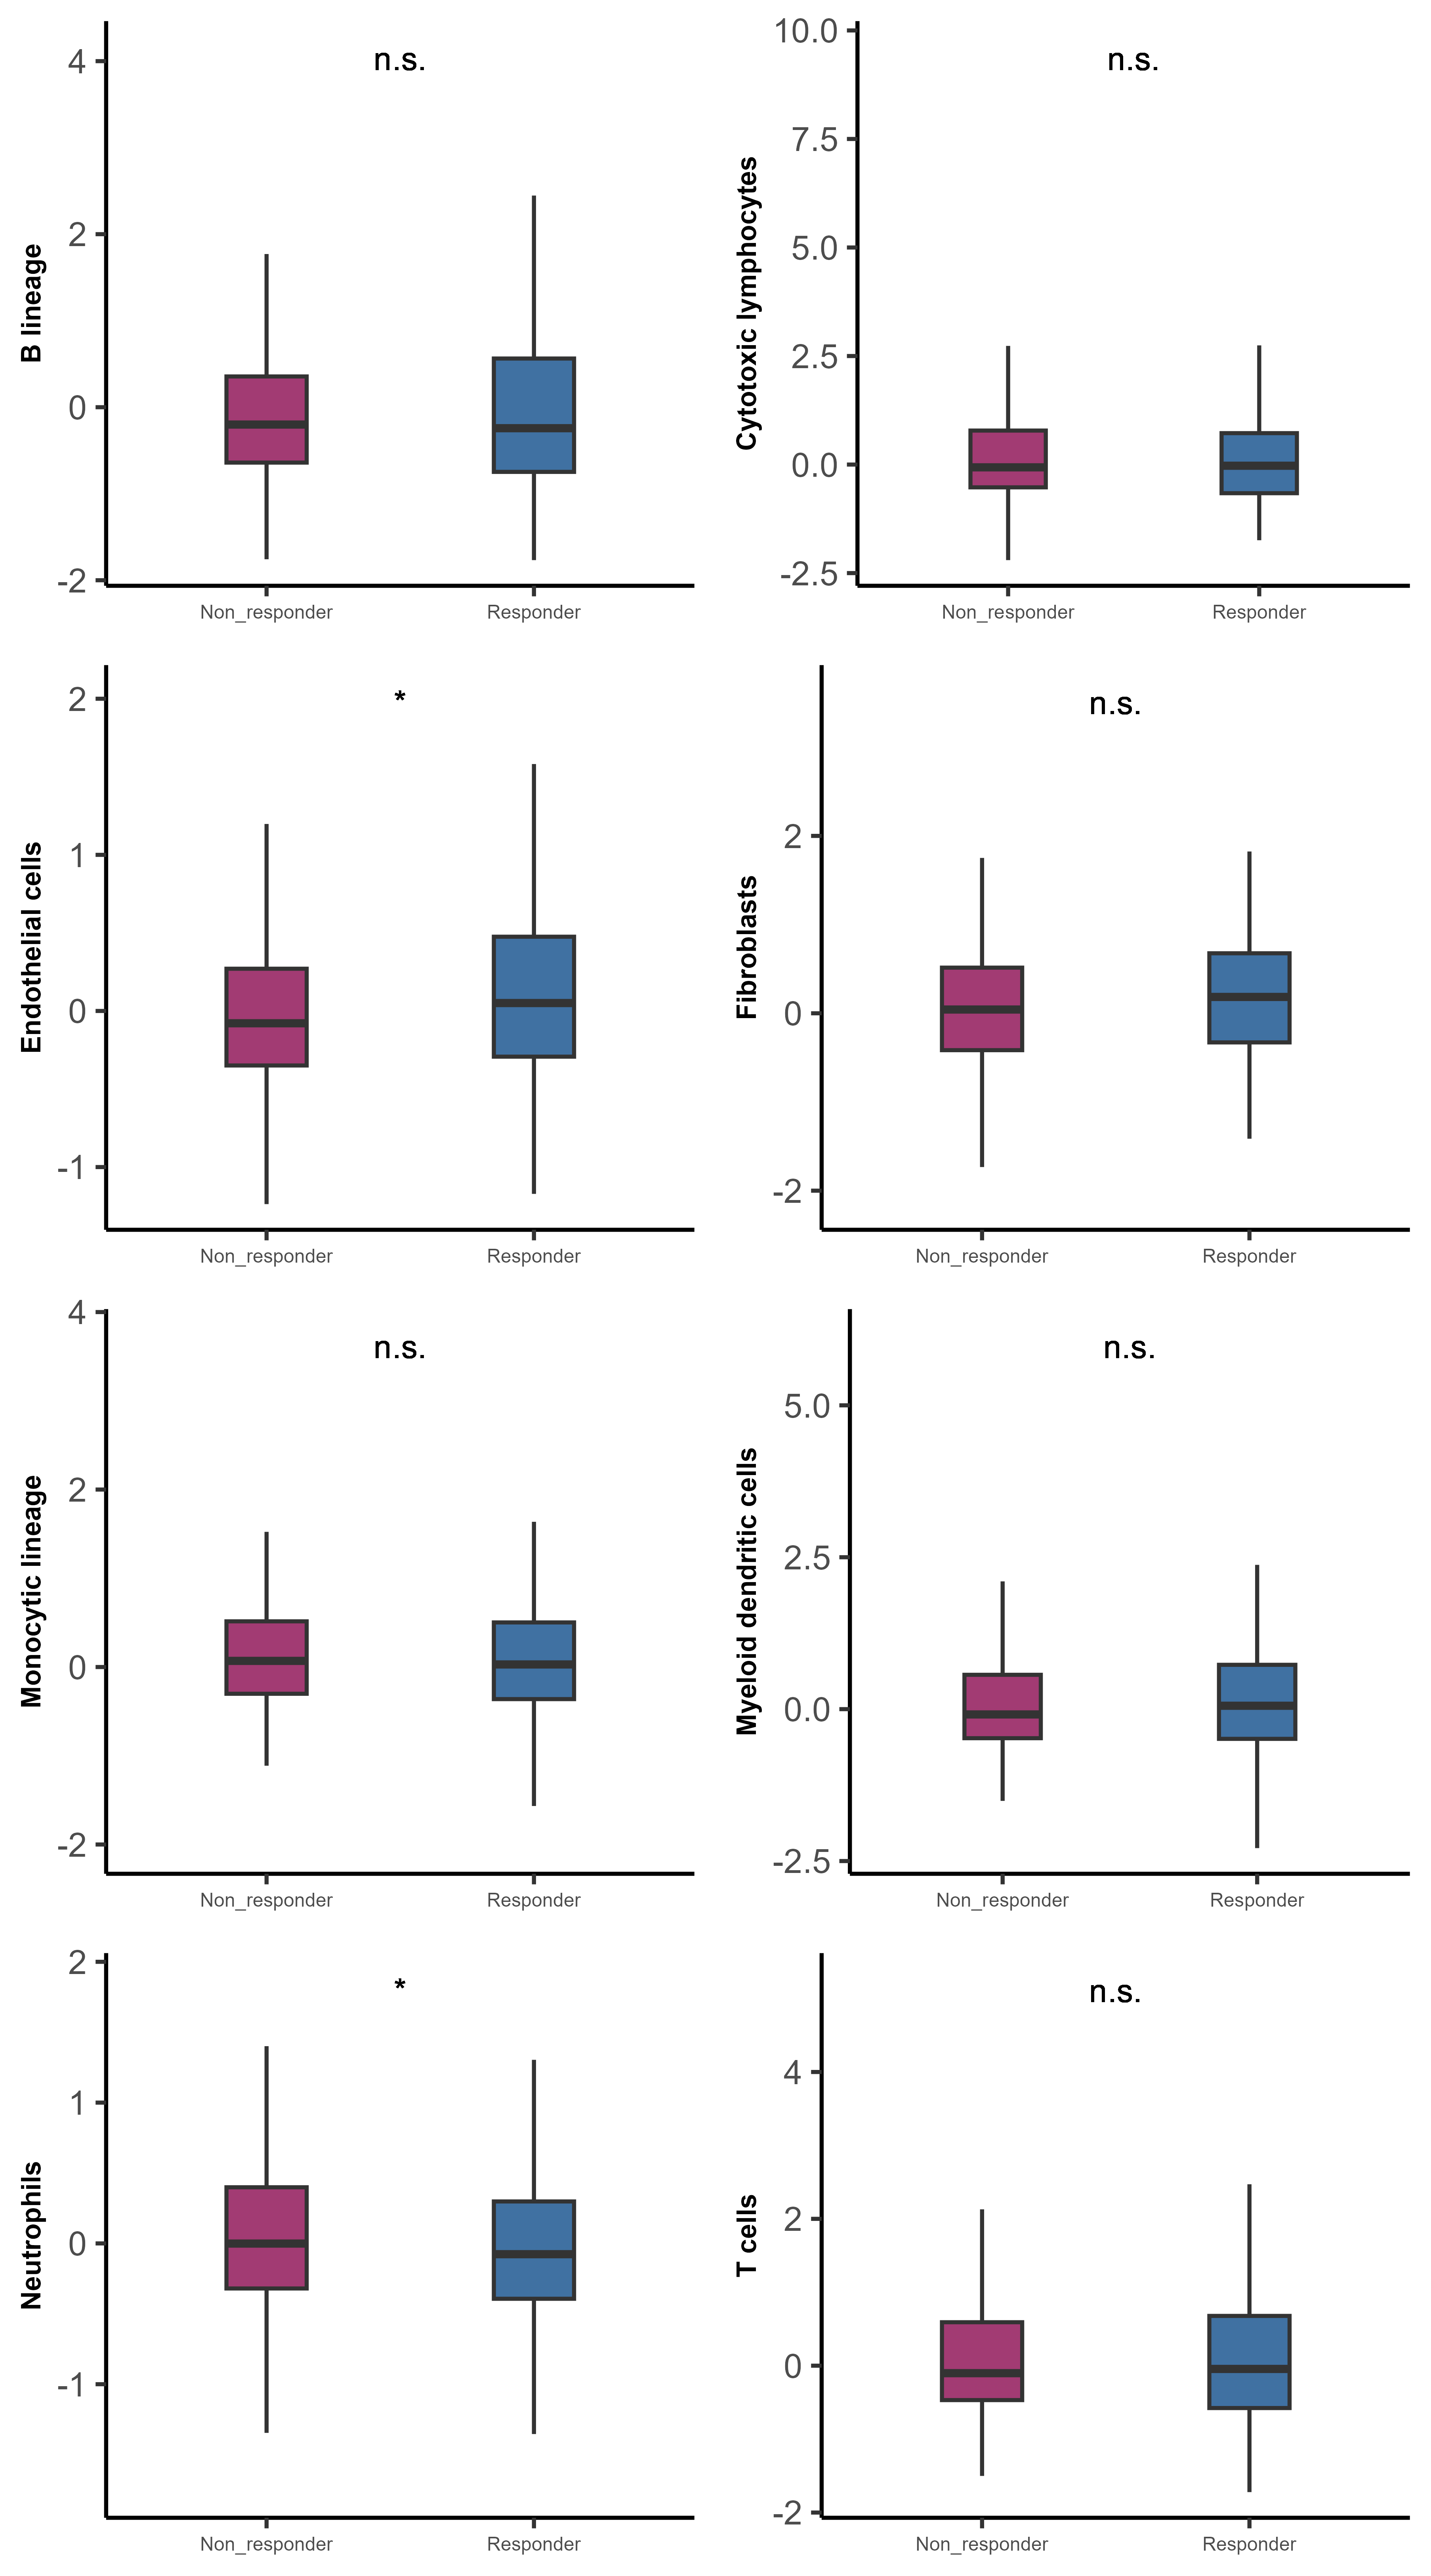 n.s.
4
2
0
-2
B lineage
Non_responder
Responder
n.s.
10.0
7.5
5.0
2.5
0.0
-2.5
Cytotoxic lymphocytes
Non_responder
Responder
*
2
1
0
-1
Endothelial cells
Non_responder
Responder
n.s.
2
0
-2
Fibroblasts
Non_responder
Responder
n.s.
4
2
0
-2
Monocytic lineage
Non_responder
Responder
n.s.
5.0
2.5
0.0
-2.5
Myeloid dendritic cells
Non_responder
Responder
*
2
1
0
-1
Neutrophils
Non_responder
Responder
n.s.
4
2
0
-2
T cells
Non_responder
Responder